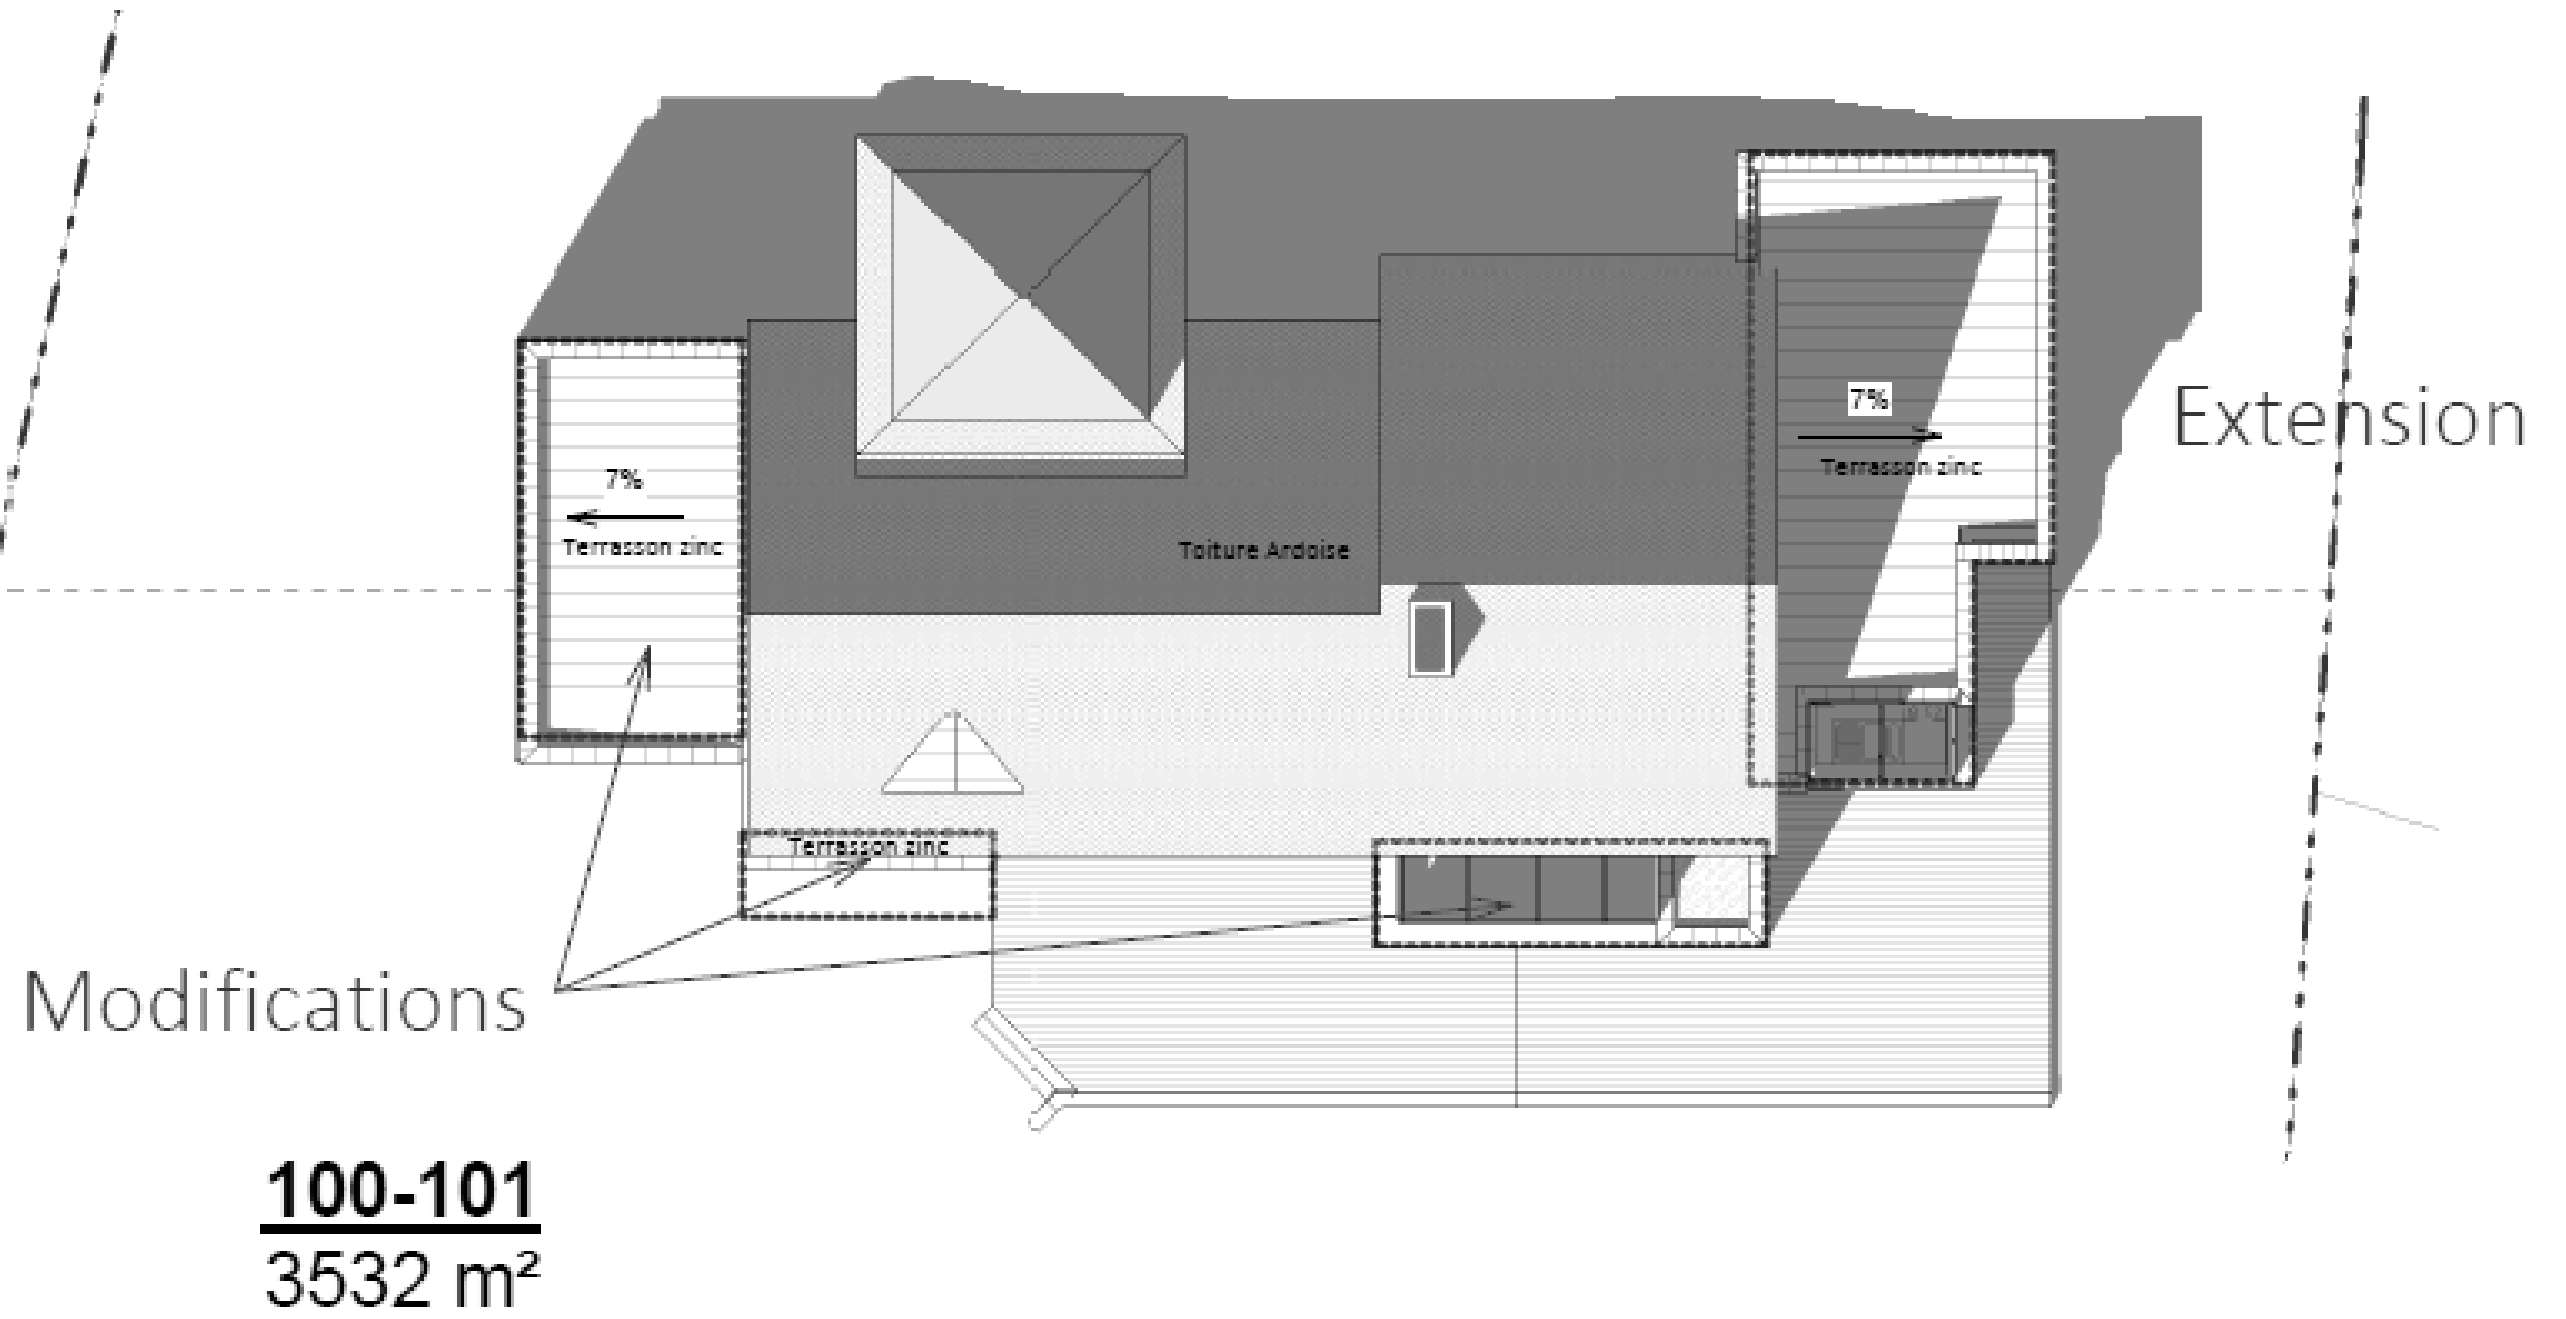 7%
Terrasson zinc
Extension
7%
Terrasson zinc
Toiture Ardoise
Terrasson zinc
Modifications
100-101
3532 m²